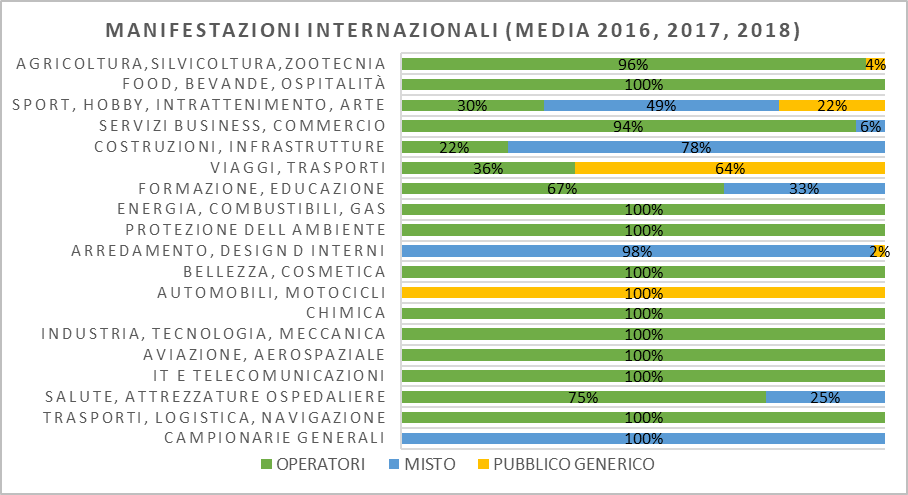 MANIFESTAZIONI INTERNAZIONALI (MEDIA 2016, 2017, 2018)
AGRICOLTURA,SILVICOLTURA,ZOOTECNIA 96% 4%
FOOD, BEVANDE, OSPITALITÀ 100%
SPORT, HOBBY, INTRATTENIMENTO, ARTE 30% 49% 22%
SERVIZI BUSINESS, COMMERCIO 94% 6%
COSTRUZIONI, INFRASTRUTTURE 22% 78%
VIAGGI, TRASPORTI 36% 64%
FORMAZIONE, EDUCAZIONE 67% 33%
ENERGIA, COMBUSTIBILI, GAS 100%
PROTEZIONE DELL AMBIENTE 100%
ARREDAMENTO, DESIGN D INTERNI 98% 2%
BELLEZZA, COSMETICA 100%
AUTOMOBILI, MOTOCICLI 100%
CHIMICA 100%
INDUSTRIA, TECNOLOGIA, MECCANICA 100%
AVIAZIONE, AEROSPAZIALE 100%
IT E TELECOMUNICAZIONI 100%
SALUTE, ATTREZZATURE OSPEDALIERE 75% 25%
TRASPORTI, LOGISTICA, NAVIGAZIONE 100%
CAMPIONARIE GENERALI 100%
OPERATORI MISTO PUBBLICO GENERICO